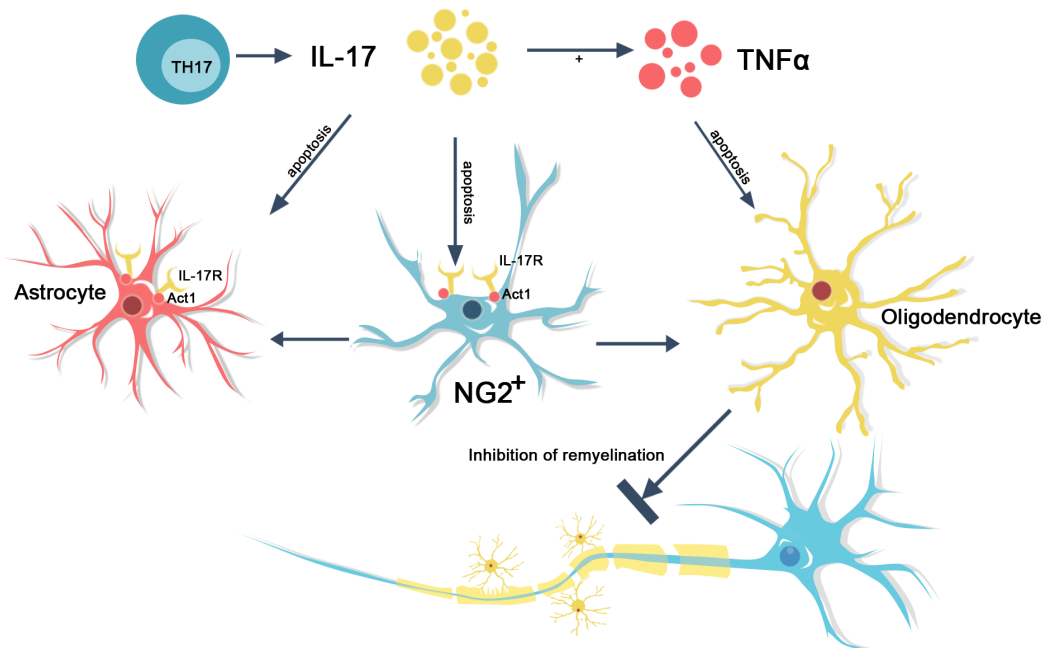 TH17
IL-17
+
TNFα
apoptosis
apoptosis
apoptosis
IL-17R
Act1
Astrocyte
IL-17R
Act1
NG2⁺
Oligodendrocyte
Inhibition of remyelination